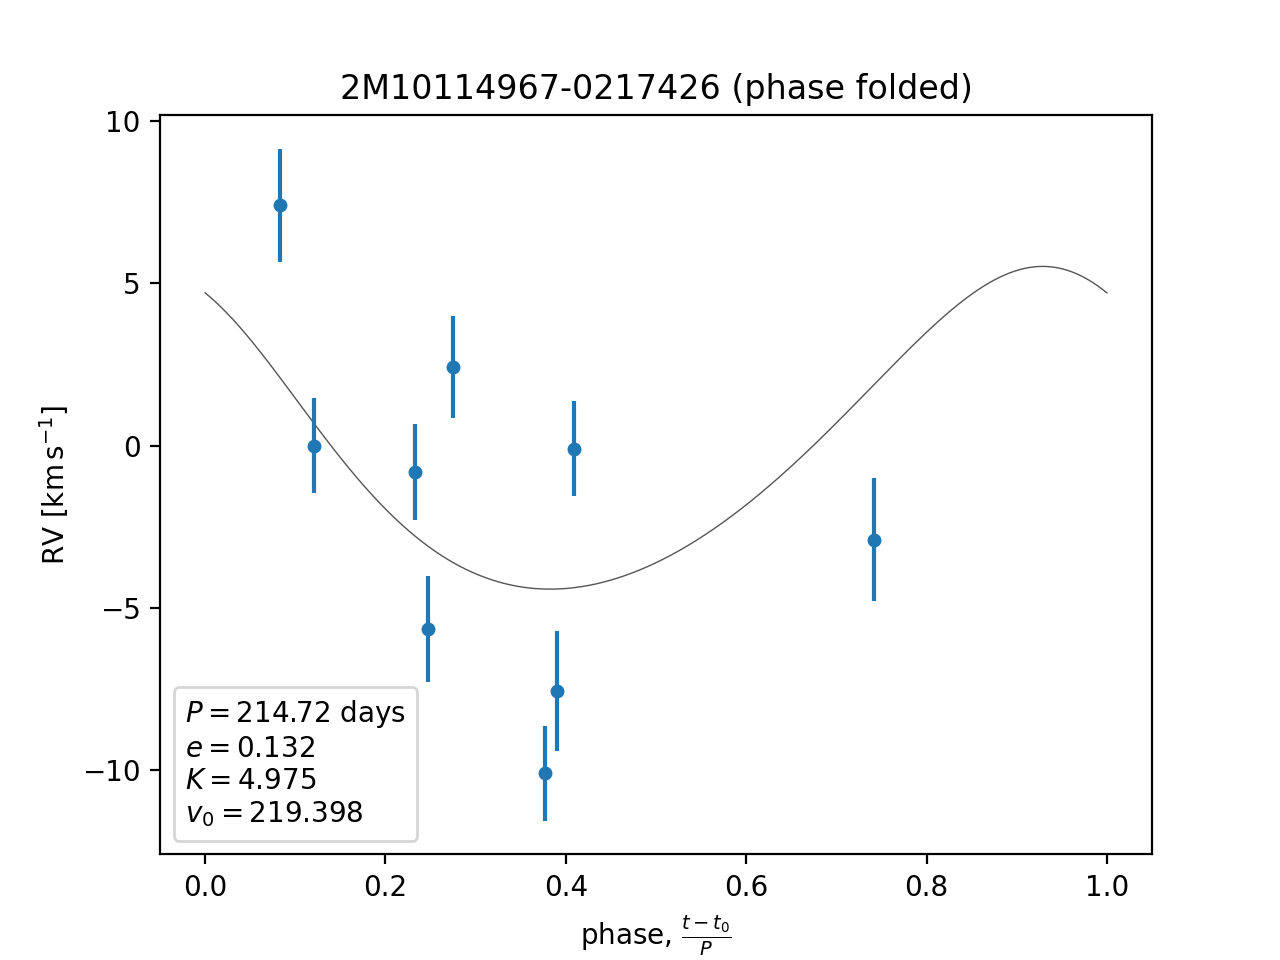 2M10114967-0217426 (phase folded)
10
5
0
−5
−10
RV [km s⁻¹]
P = 214.72 days
e = 0.132
K = 4.975
v₀ = 219.398
0.0 0.2 0.4 0.6 0.8 1.0
phase, (t − t₀)/P